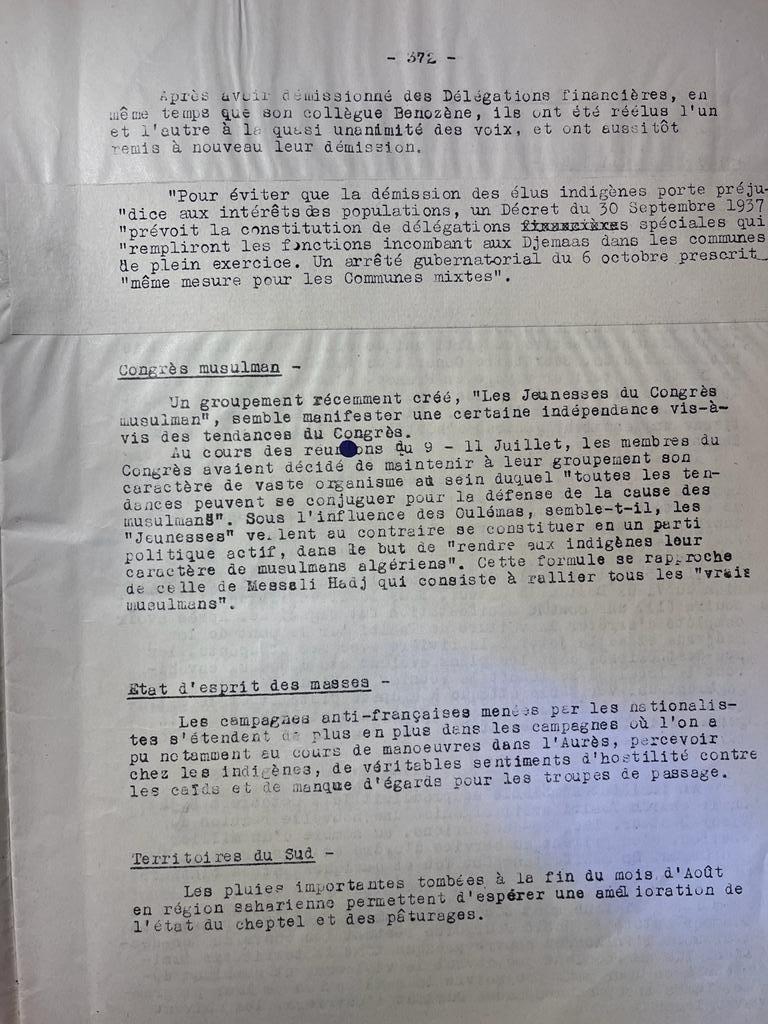 - 372 -
Après avoir démissionné des Délégations financières, en
même temps que son collègue Benozène, ils ont été réélus l'un
et l'autre à la quasi unanimité des voix, et ont aussitôt
remis à nouveau leur démission.
"Pour éviter que la démission des élus indigènes porte préju-
"dice aux intérêts des populations, un Décret du 30 Septembre 1937
"prévoit la constitution de délégations financières spéciales qui
"rempliront les fonctions incombant aux Djemaas dans les communes
de plein exercice. Un arrêté gubernatorial du 6 octobre prescrit
"même mesure pour les Communes mixtes".
Congrès musulman -
Un groupement récemment créé, "Les Jeunesses du Congrès
musulman", semble manifester une certaine indépendance vis-à-
vis des tendances du Congrès.
Au cours des reunions du 9 - 11 Juillet, les membres du
Congrès avaient décidé de maintenir à leur groupement son
caractère de vaste organisme au sein duquel "toutes les ten-
dances peuvent se conjuguer pour la défense de la cause des
musulmans". Sous l'influence des Oulémas, semble-t-il, les
"Jeunesses" veulent au contraire se constituer en un parti
politique actif, dans le but de "rendre aux indigènes leur
caractère de musulmans algériens". Cette formule se rapproche
de celle de Messali Hadj qui consiste à rallier tous les "vrais
musulmans".
Etat d'esprit des masses -
Les campagnes anti-françaises menées par les nationalis-
tes s'étendent de plus en plus dans les campagnes où l'on a
pu notamment au cours de manoeuvres dans l'Aurès, percevoir
chez les indigènes, de véritables sentiments d'hostilité contre
les caïds et de manque d'égards pour les troupes de passage.
Territoires du Sud -
Les pluies importantes tombées à la fin du mois d'Août
en région saharienne permettent d'espérer une amélioration de
l'état du cheptel et des pâturages.